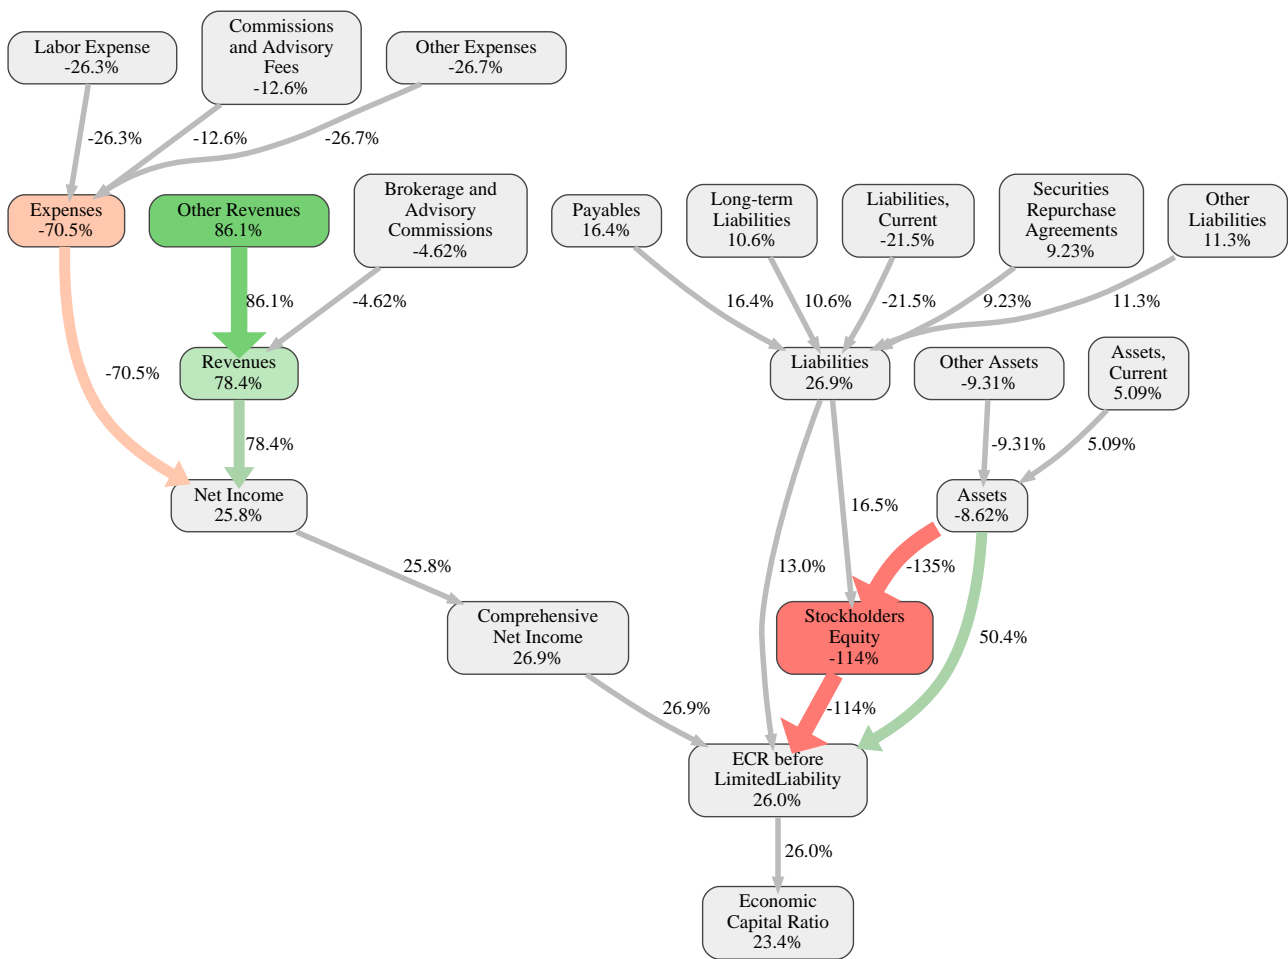 Labor Expense
-26.3%
Commissions
and Advisory
Fees
-12.6%
Other Expenses
-26.7%
-26.3%
-12.6%
-26.7%
Expenses
-70.5%
Other Revenues
86.1%
Brokerage and
Advisory
Commissions
-4.62%
Payables
16.4%
Long-term
Liabilities
10.6%
Liabilities,
Current
-21.5%
Securities
Repurchase
Agreements
9.23%
Other
Liabilities
11.3%
86.1%
-4.62%
16.4%
10.6%
-21.5%
9.23%
11.3%
-70.5%
Revenues
78.4%
Liabilities
26.9%
Other Assets
-9.31%
Assets,
Current
5.09%
78.4%
-9.31%
5.09%
Net Income
25.8%
16.5%
Assets
-8.62%
25.8%
13.0%
-135%
Comprehensive
Net Income
26.9%
Stockholders
Equity
-114%
50.4%
26.9%
-114%
ECR before
LimitedLiability
26.0%
26.0%
Economic
Capital Ratio
23.4%